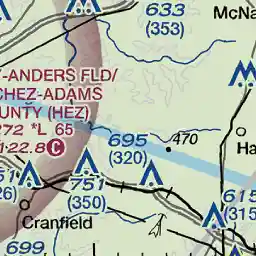 633
(353)
McNa
-ANDERS FLD/
CHEZ-ADAMS
UNTY (HEZ)
272 *L 65
122.8 C
695
(320)
470
Ha
751
(350)
Cranfield
615
(315
699